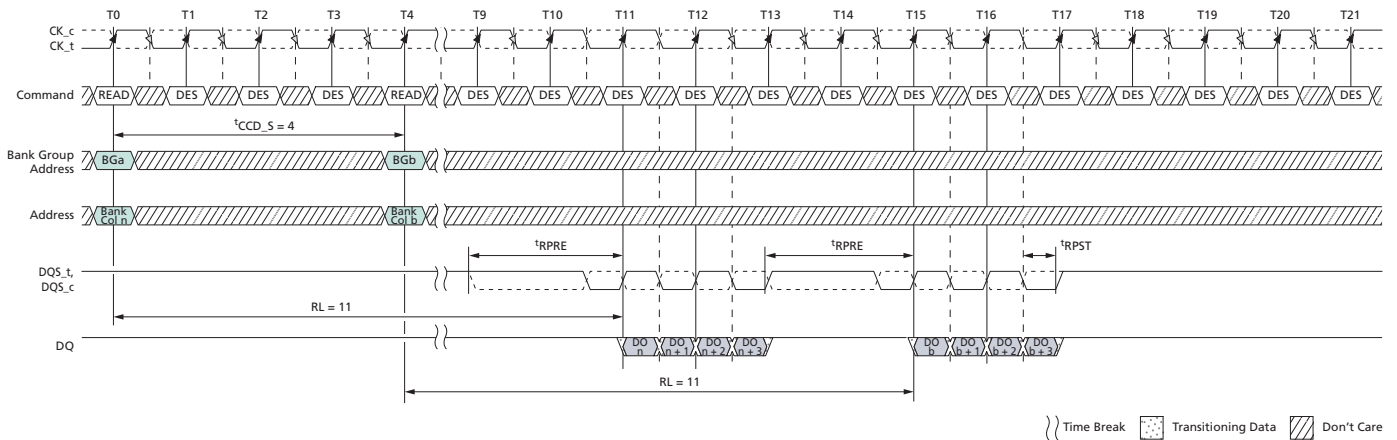 T0 T1 T2 T3 T4 T9 T10 T11 T12 T13 T14 T15 T16 T17 T18 T19 T20 T21
CK_c
CK_t
Command READ DES DES DES READ DES DES DES DES DES DES DES DES DES DES DES DES DES
tCCD_S = 4
Bank Group
Address
BGa BGb
Address
Bank
Col n
Bank
Col b
tRPRE tRPRE tRPST
DQS_t,
DQS_c
RL = 11
DQ
DO
n
DO
n + 1
DO
n + 2
DO
n + 3
DO
b
DO
b + 1
DO
b + 2
DO
b + 3
RL = 11
Time Break Transitioning Data Don't Care